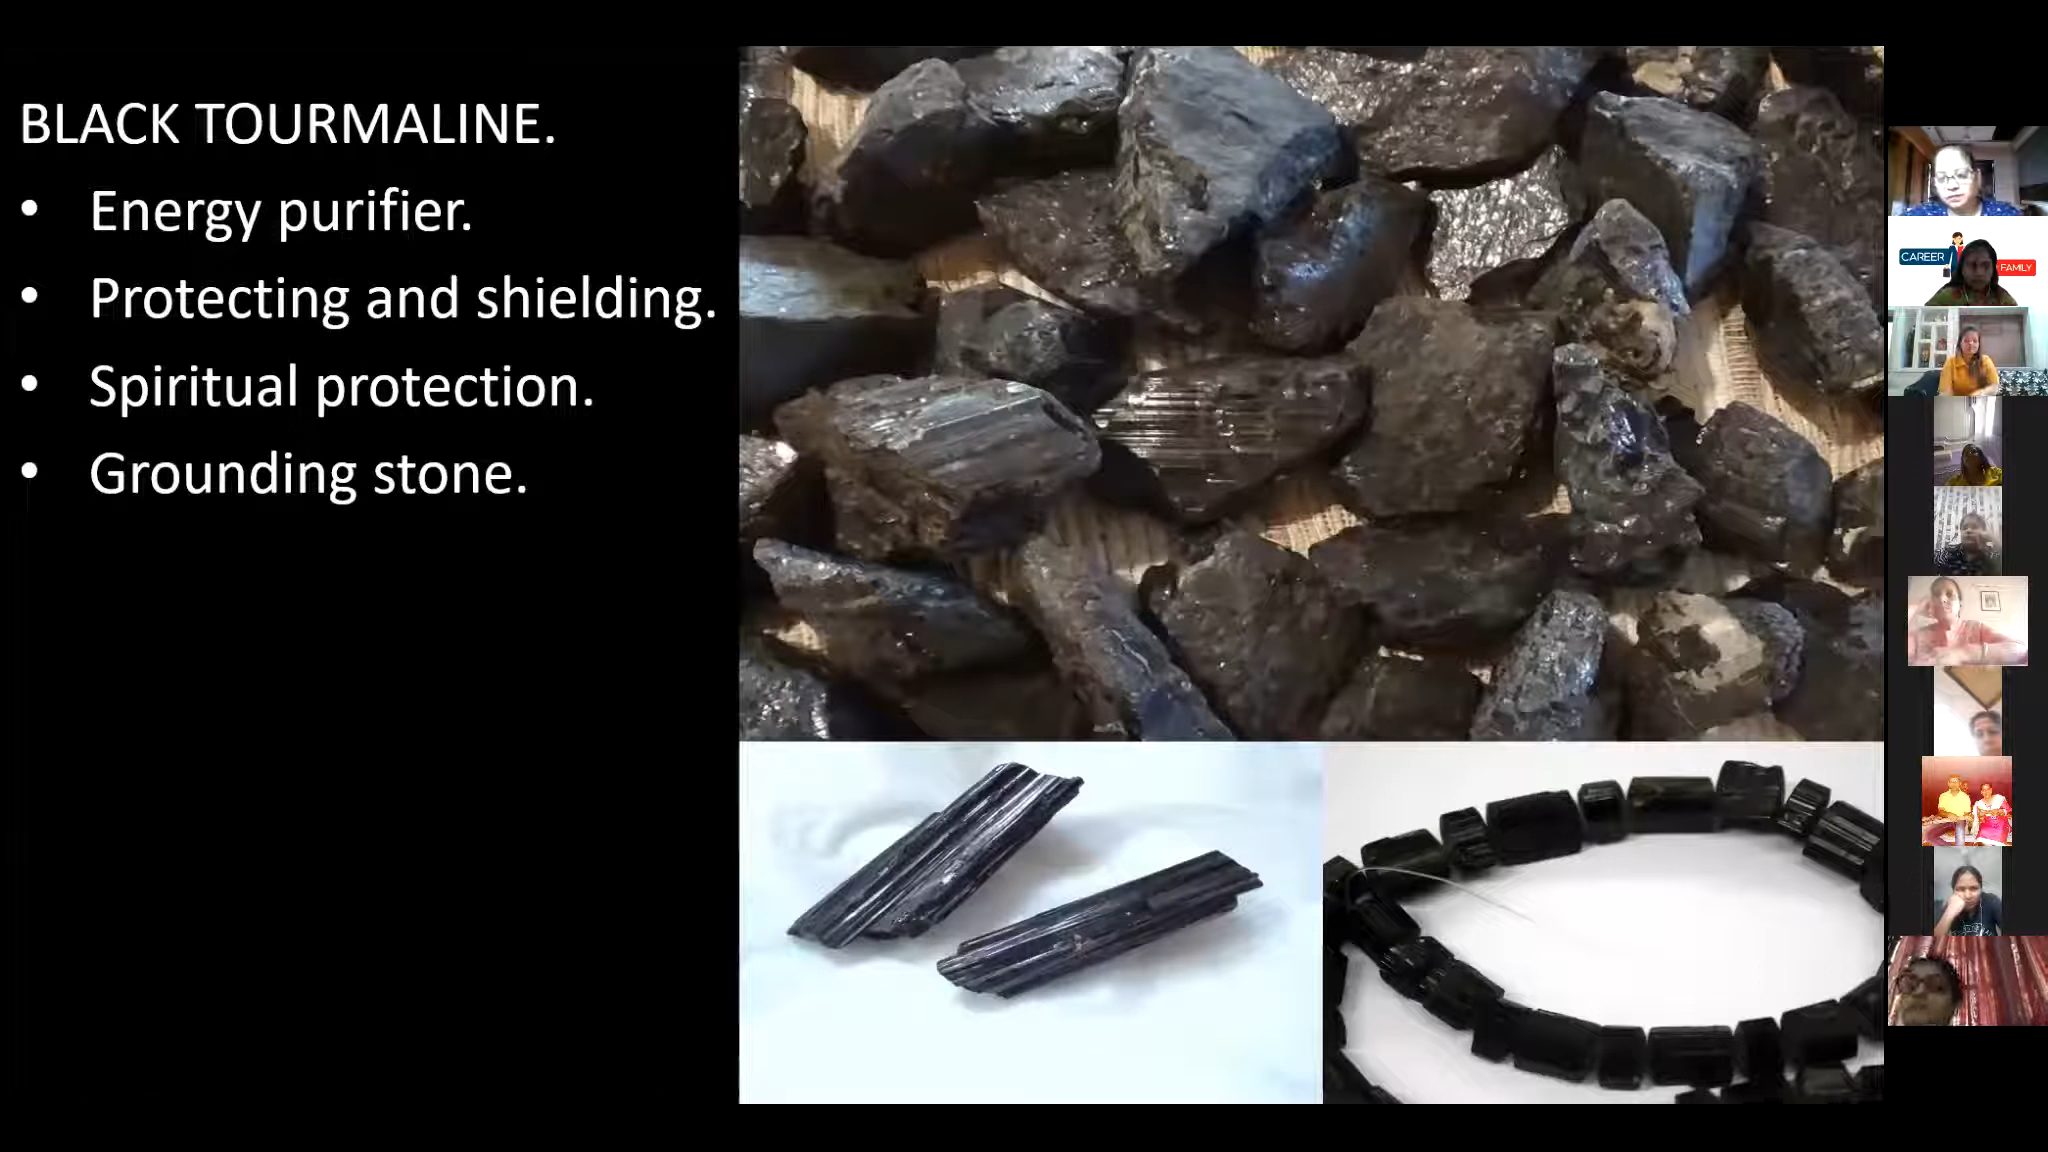 BLACK TOURMALINE.
• Energy purifier.
• Protecting and shielding.
• Spiritual protection.
• Grounding stone.
CAREER
FAMILY